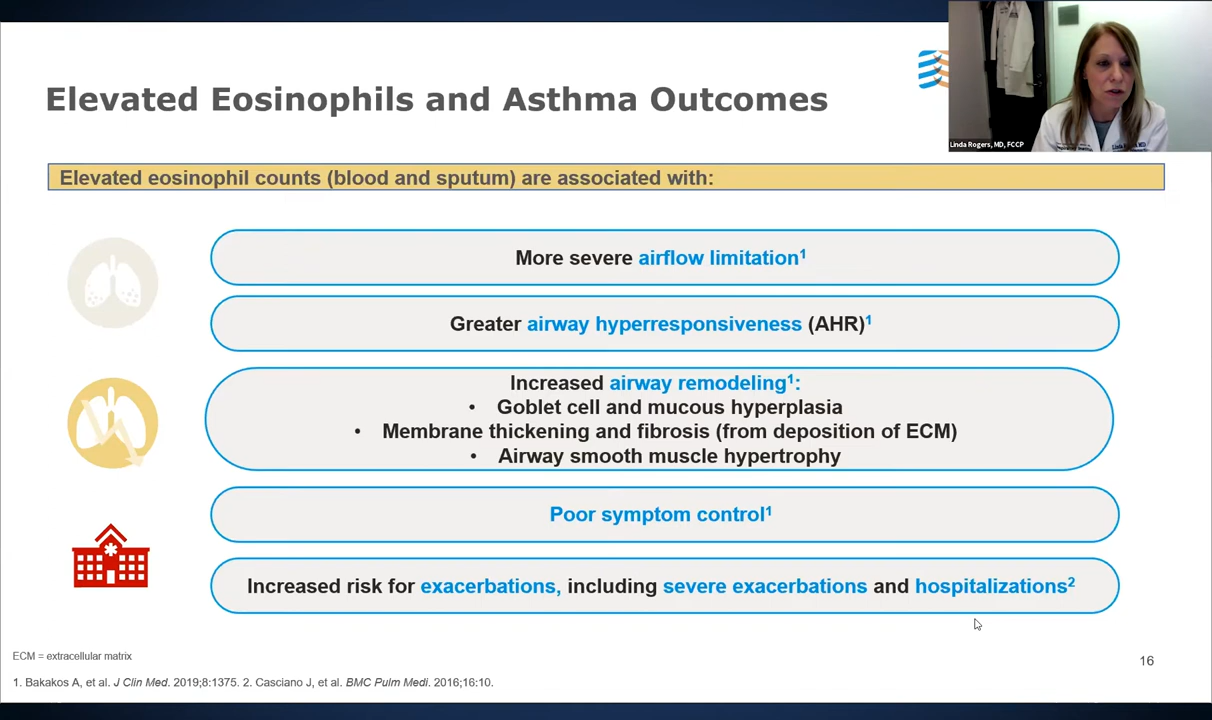 Elevated Eosinophils and Asthma Outcomes
Linda Rogers, MD, FCCP
Elevated eosinophil counts (blood and sputum) are associated with:
More severe airflow limitation¹
Greater airway hyperresponsiveness (AHR)¹
Increased airway remodeling¹:
• Goblet cell and mucous hyperplasia
• Membrane thickening and fibrosis (from deposition of ECM)
• Airway smooth muscle hypertrophy
Poor symptom control¹
Increased risk for exacerbations, including severe exacerbations and hospitalizations²
ECM = extracellular matrix
16
1. Bakakos A, et al. J Clin Med. 2019;8:1375. 2. Casciano J, et al. BMC Pulm Medi. 2016;16:10.